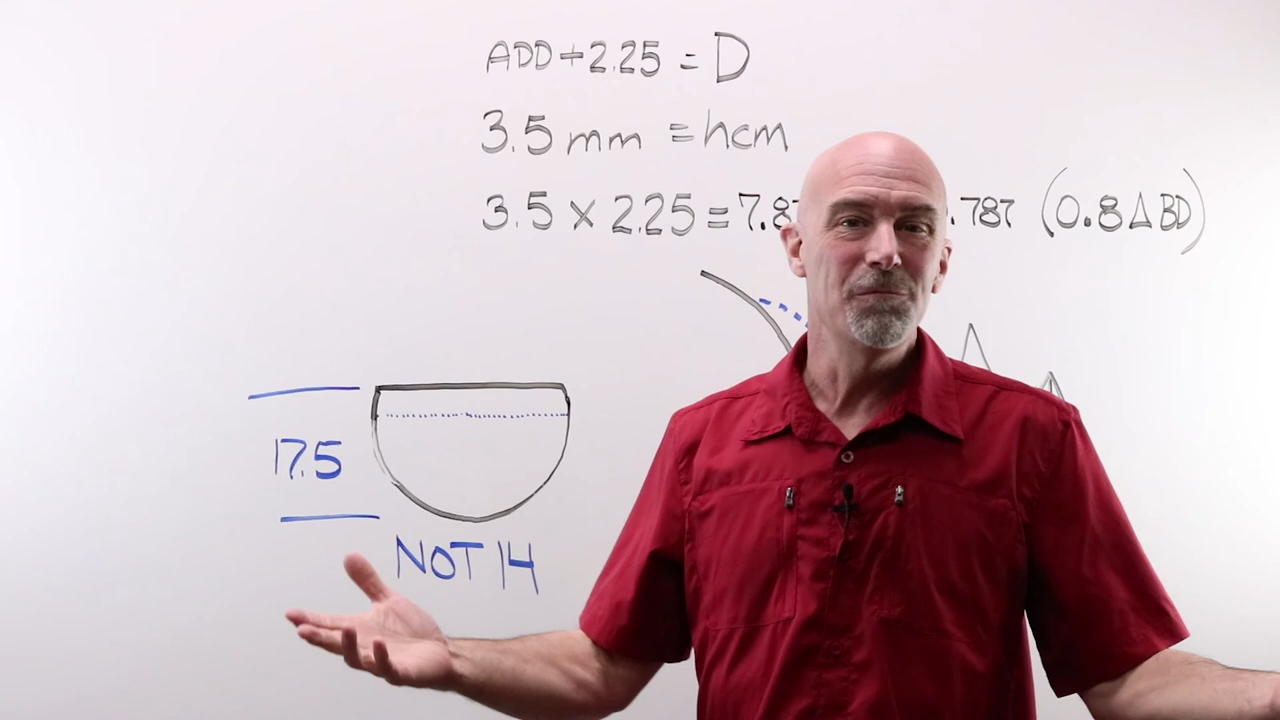 ADD+2.25 = D
3.5 mm = hcm
3.5 x 2.25 = 7.87 .787 (0.8 Δ BD)
17.5
NOT 14